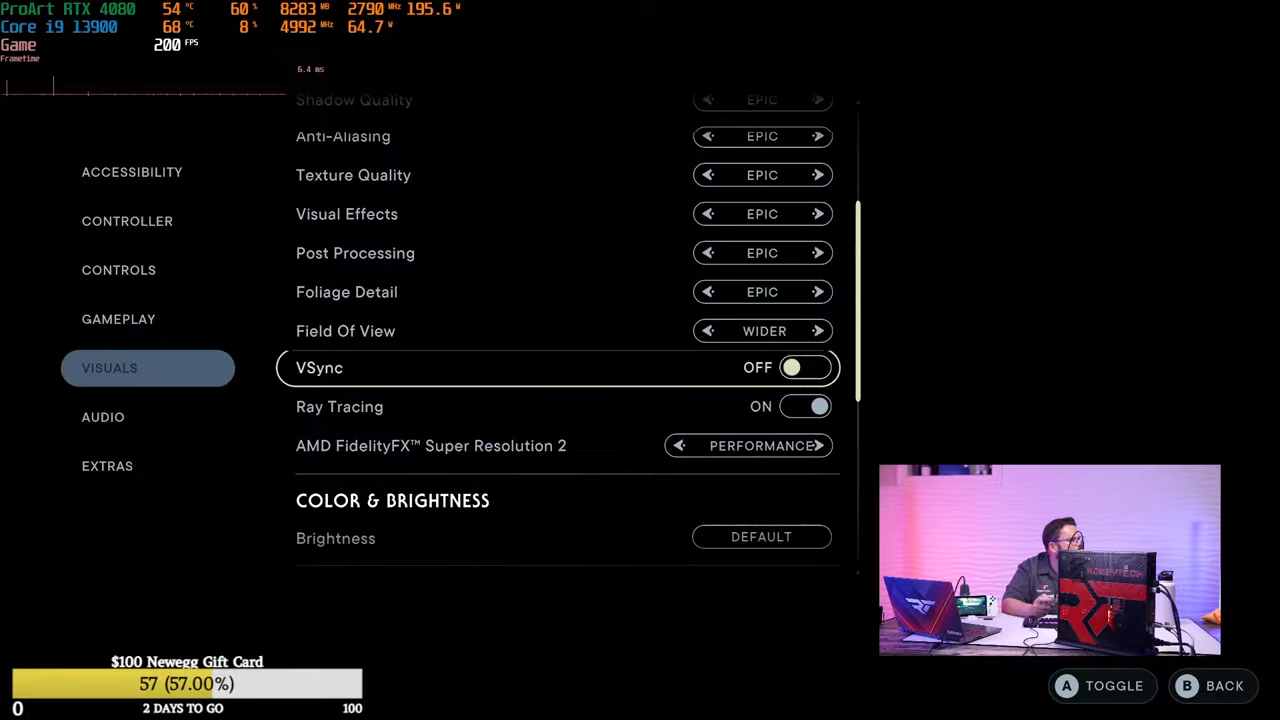 ProArt RTX 4080 54 °C 60 % 8283 MB 2790 MHz 195.6 W
Core i9 13900 68 °C 8 % 4992 MHz 64.7 W
Game 200 FPS
Frametime
6.4 ms
Shadow Quality EPIC
Anti-Aliasing EPIC
ACCESSIBILITY
Texture Quality EPIC
Visual Effects EPIC
CONTROLLER
Post Processing EPIC
CONTROLS
Foliage Detail EPIC
GAMEPLAY
Field Of View WIDER
VISUALS
VSync OFF
Ray Tracing ON
AUDIO
AMD FidelityFX™ Super Resolution 2 PERFORMANCE
EXTRAS
COLOR & BRIGHTNESS
Brightness DEFAULT
ROBEYTECH
$100 Newegg Gift Card
57 (57.00%)
0 2 DAYS TO GO 100
A TOGGLE B BACK